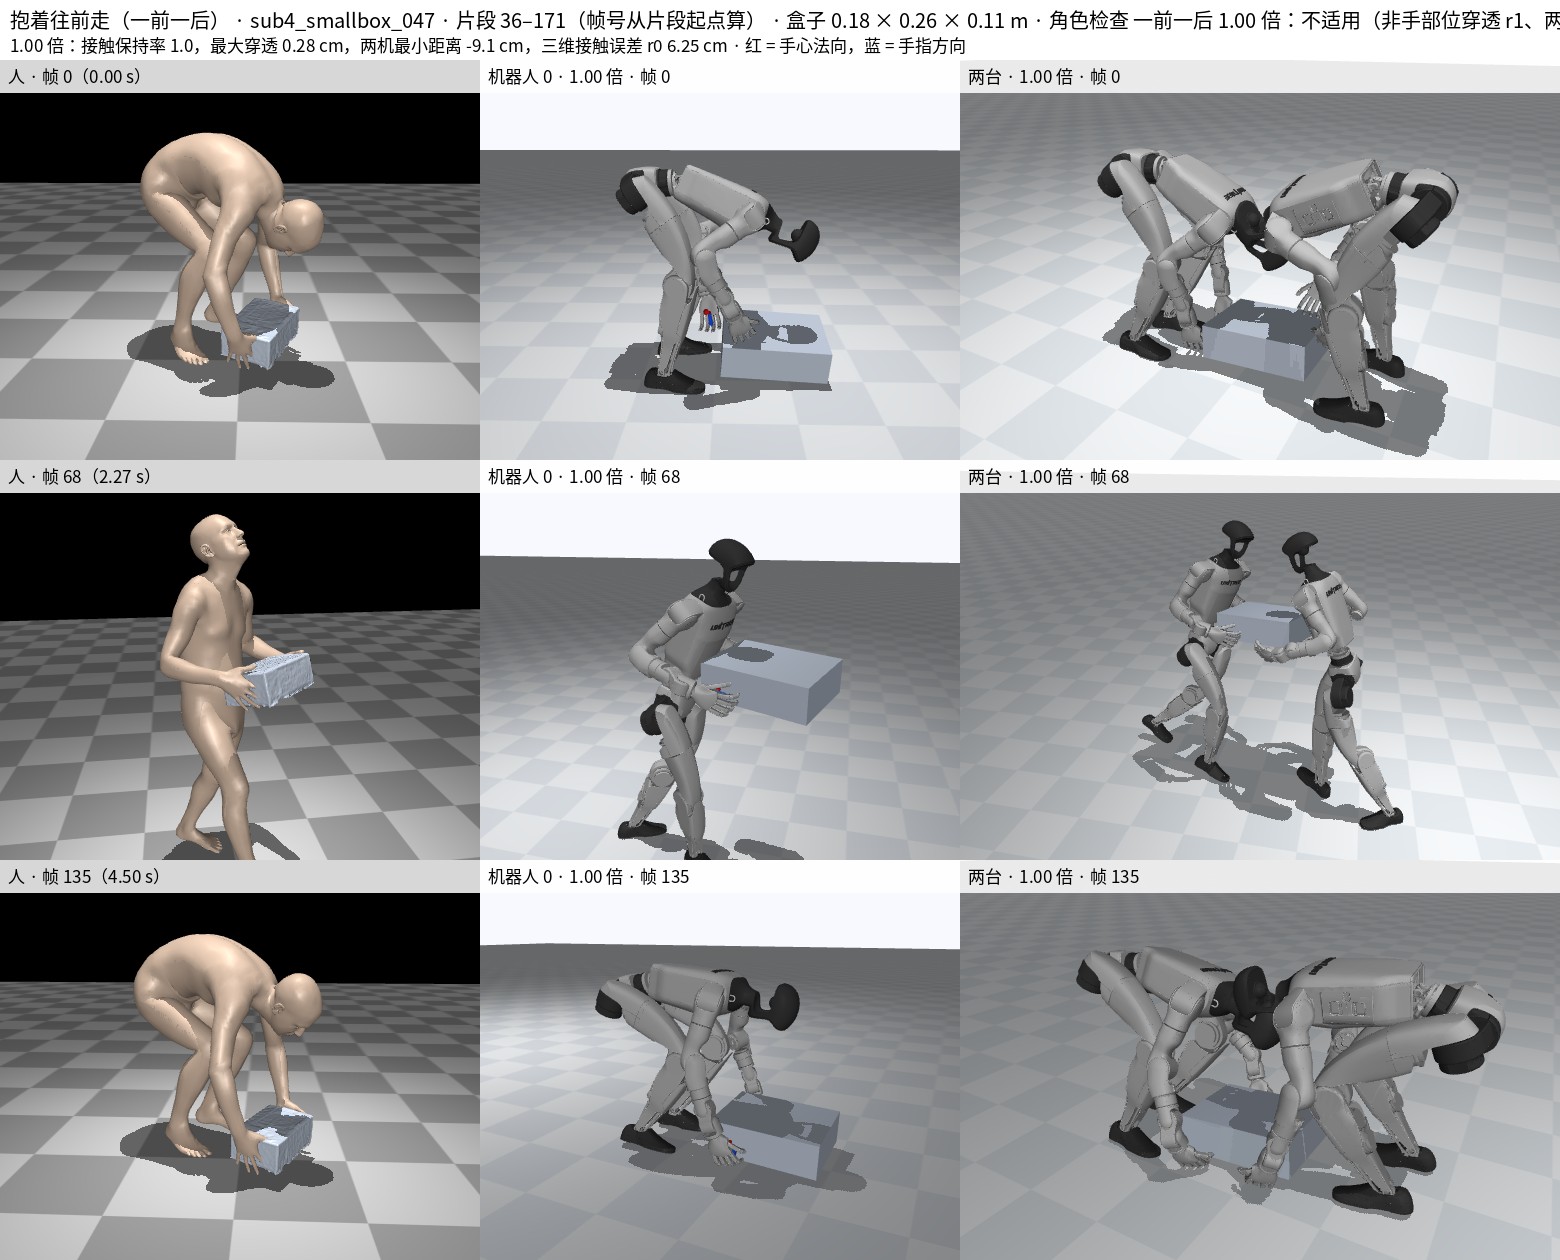 抱着往前走（一前一后） · sub4_smallbox_047 · 片段 36–171（帧号从片段起点算） · 盒子 0.18 × 0.26 × 0.11 m · 角色检查 一前一后 1.00 倍：不适用（非手部位穿透 r1、两
1.00 倍：接触保持率 1.0，最大穿透 0.28 cm，两机最小距离 -9.1 cm，三维接触误差 r0 6.25 cm · 红 = 手心法向，蓝 = 手指方向
人 · 帧 0（0.00 s）
机器人 0 · 1.00 倍 · 帧 0
两台 · 1.00 倍 · 帧 0
人 · 帧 68（2.27 s）
机器人 0 · 1.00 倍 · 帧 68
两台 · 1.00 倍 · 帧 68
人 · 帧 135（4.50 s）
机器人 0 · 1.00 倍 · 帧 135
两台 · 1.00 倍 · 帧 135